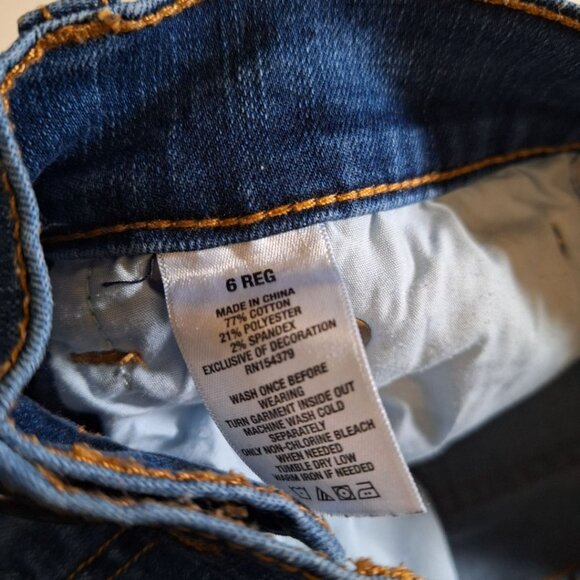 6 REG
MADE IN CHINA
77% COTTON
21% POLYESTER
2% SPANDEX
EXCLUSIVE OF DECORATION
RN154379
WASH ONCE BEFORE
WEARING
TURN GARMENT INSIDE OUT
MACHINE WASH COLD
SEPARATELY
ONLY NON-CHLORINE BLEACH
WHEN NEEDED
TUMBLE DRY LOW
WARM IRON IF NEEDED